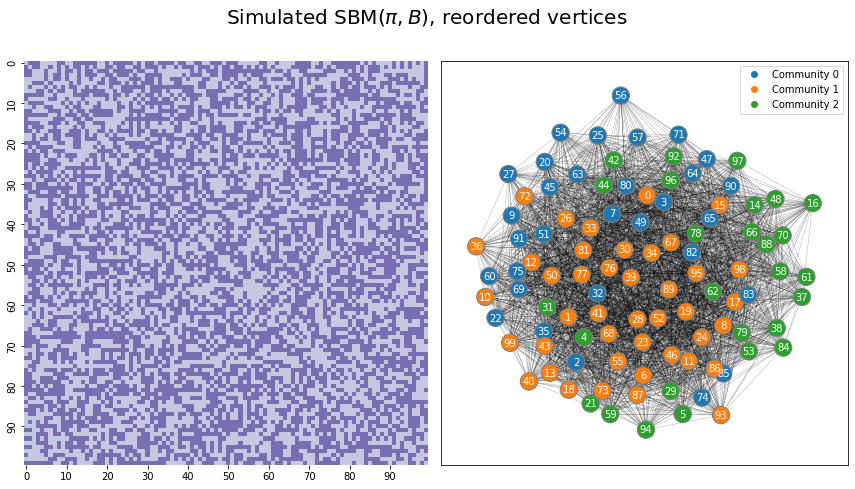 Simulated SBM(π, B), reordered vertices
0
10
20
30
40
50
60
70
80
90
0 10 20 30 40 50 60 70 80 90
Community 0
Community 1
Community 2
56
54 25 57 71
20 42 92 47 97
27 45 63 44 80 96 64 90
72 0 3 15 14 48 16
9 26 33 7 49 65 66 70
91 51 78 88
36 12 81 30 34 67 82
60 75 50 77 76 39 95 98 58 61
10 69 32 89 62 17 83 37
22 31 1 41 28 52 19 8 38
99 35 43 4 68 23 24 79 53 84
40 13 2 55 46 11 86 85
18 73 6 87 29 74
21 59 94 5 93